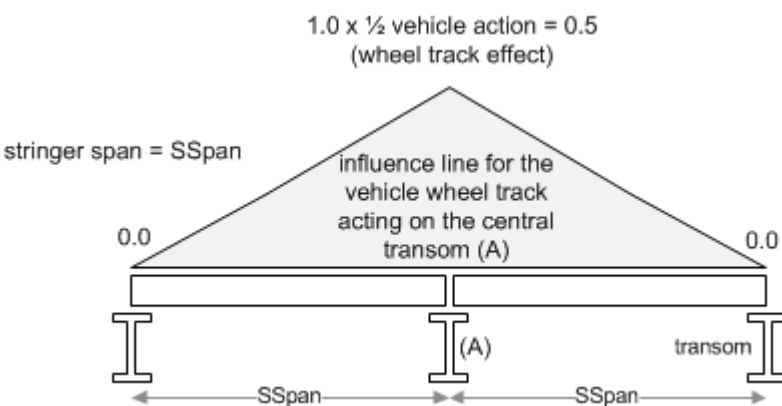 1.0 x ½ vehicle action = 0.5
(wheel track effect)
stringer span = SSpan
influence line for the
vehicle wheel track
acting on the central
transom (A)
0.0
0.0
(A)
transom
SSpan
SSpan